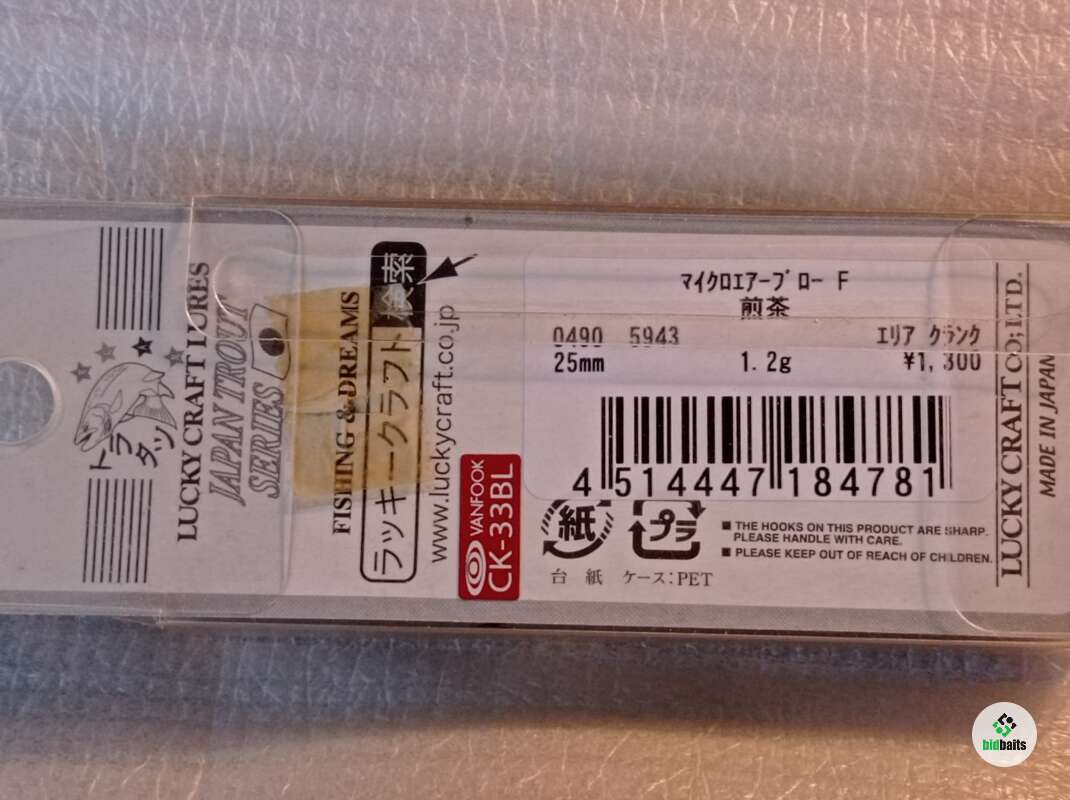 トラ
タツ
LUCKY CRAFT LURES
JAPAN TROUT
SERIES
FISHING & DREAMS
ラッキークラフト 検索
www.luckycraft.co.jp
VANFOOK
CK-33BL
マイクロエアーブロー F
煎茶
0490 5943 エリア クランク
25mm 1.2g ¥1,300
4 514447 184781
紙 プラ
台紙 ケース:PET
■ THE HOOKS ON THIS PRODUCT ARE SHARP.
PLEASE HANDLE WITH CARE.
■ PLEASE KEEP OUT OF REACH OF CHILDREN.
LUCKY CRAFT CO;LTD.
MADE IN JAPAN
bidbaits